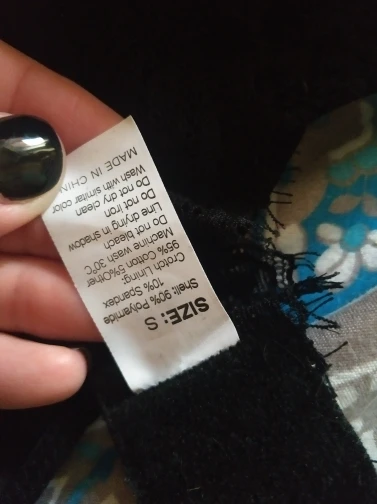 SIZE: S
Shell: 90% Polyamide
10% Spandex
Crotch Lining:
95% Cotton 5%Other
Machine wash 30°C
Do not bleach
Line drying in shadow
Do not iron
Do not dry clean
Wash with similar color
MADE IN CHIN